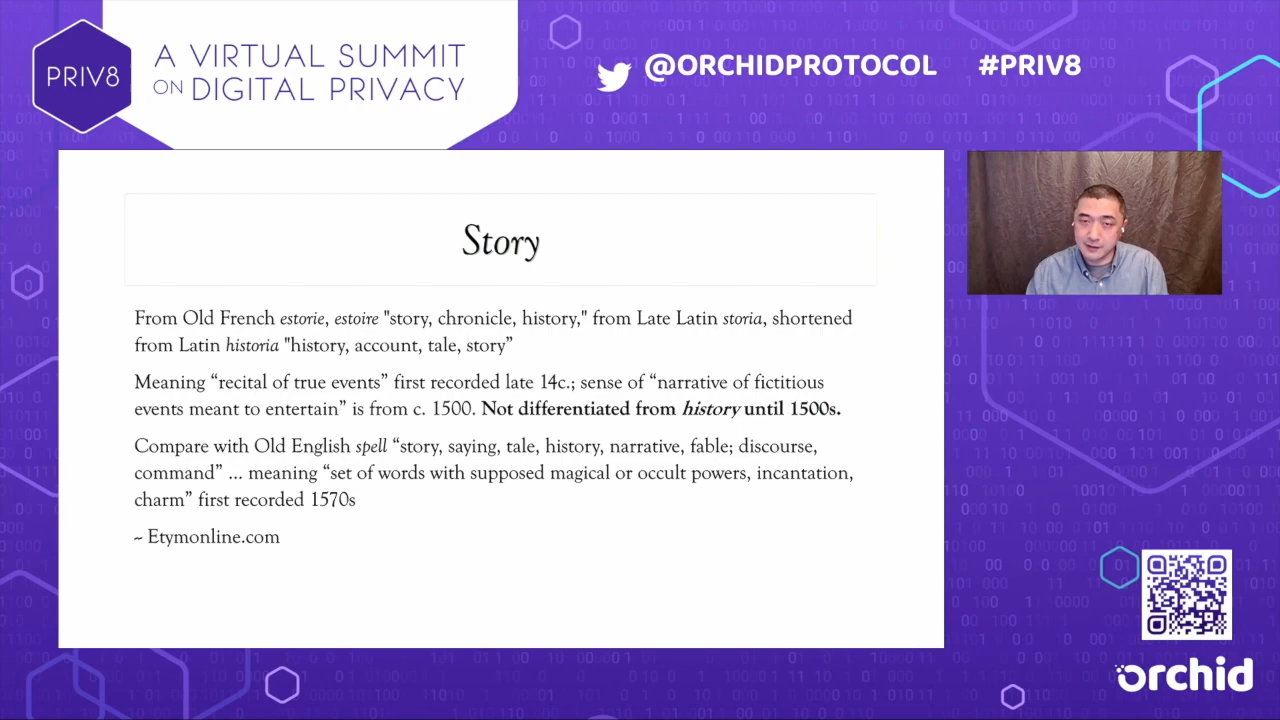 PRIV8
A VIRTUAL SUMMIT
ON DIGITAL PRIVACY
@ORCHIDPROTOCOL #PRIV8
Story
From Old French estorie, estoire "story, chronicle, history," from Late Latin storia, shortened
from Latin historia "history, account, tale, story”
Meaning “recital of true events” first recorded late 14c.; sense of “narrative of fictitious
events meant to entertain” is from c. 1500. Not differentiated from history until 1500s.
Compare with Old English spell “story, saying, tale, history, narrative, fable; discourse,
command” ... meaning “set of words with supposed magical or occult powers, incantation,
charm” first recorded 1570s
~ Etymonline.com
orchid